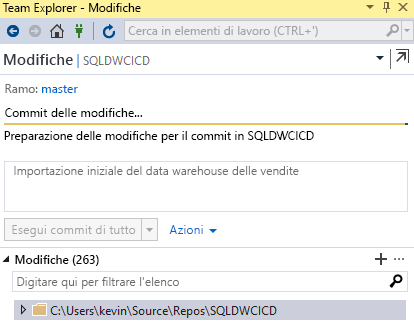 Team Explorer - Modifiche
Cerca in elementi di lavoro (CTRL+')
Modifiche | SQLDWCICD
Ramo: master
Commit delle modifiche...
Preparazione delle modifiche per il commit in SQLDWCICD
Importazione iniziale del data warehouse delle vendite
Esegui commit di tutto
Azioni
Modifiche (263)
Digitare qui per filtrare l'elenco
C:\Users\kevin\Source\Repos\SQLDWCICD